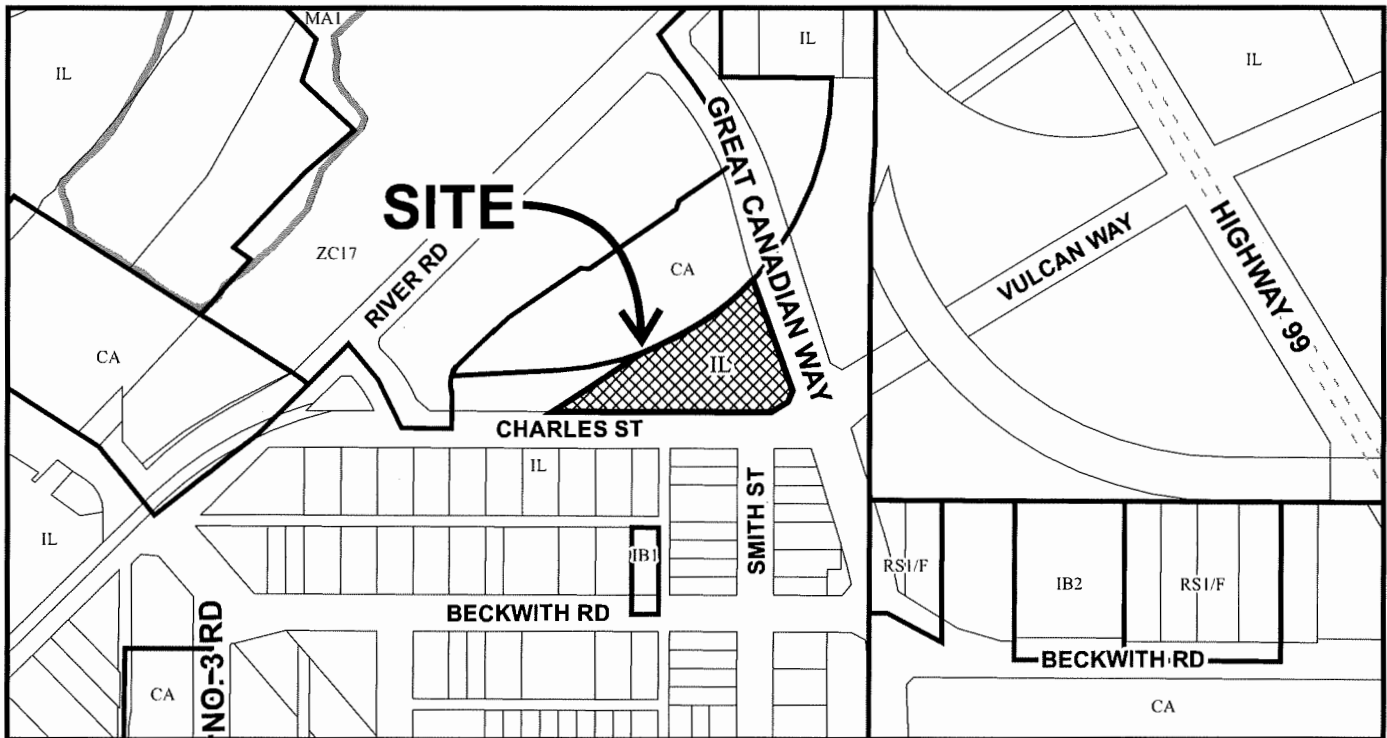 MA1
IL
IL
IL
GREAT CANADIAN WAY
SITE
ZC17
RIVER RD
CA
VULCAN WAY
HIGHWAY 99
CA
IL
CHARLES ST
IL
SMITH ST
IL
IB1
RS1/F
IB2
RS1/F
BECKWITH RD
BECKWITH RD
NO. 3 RD
CA
CA